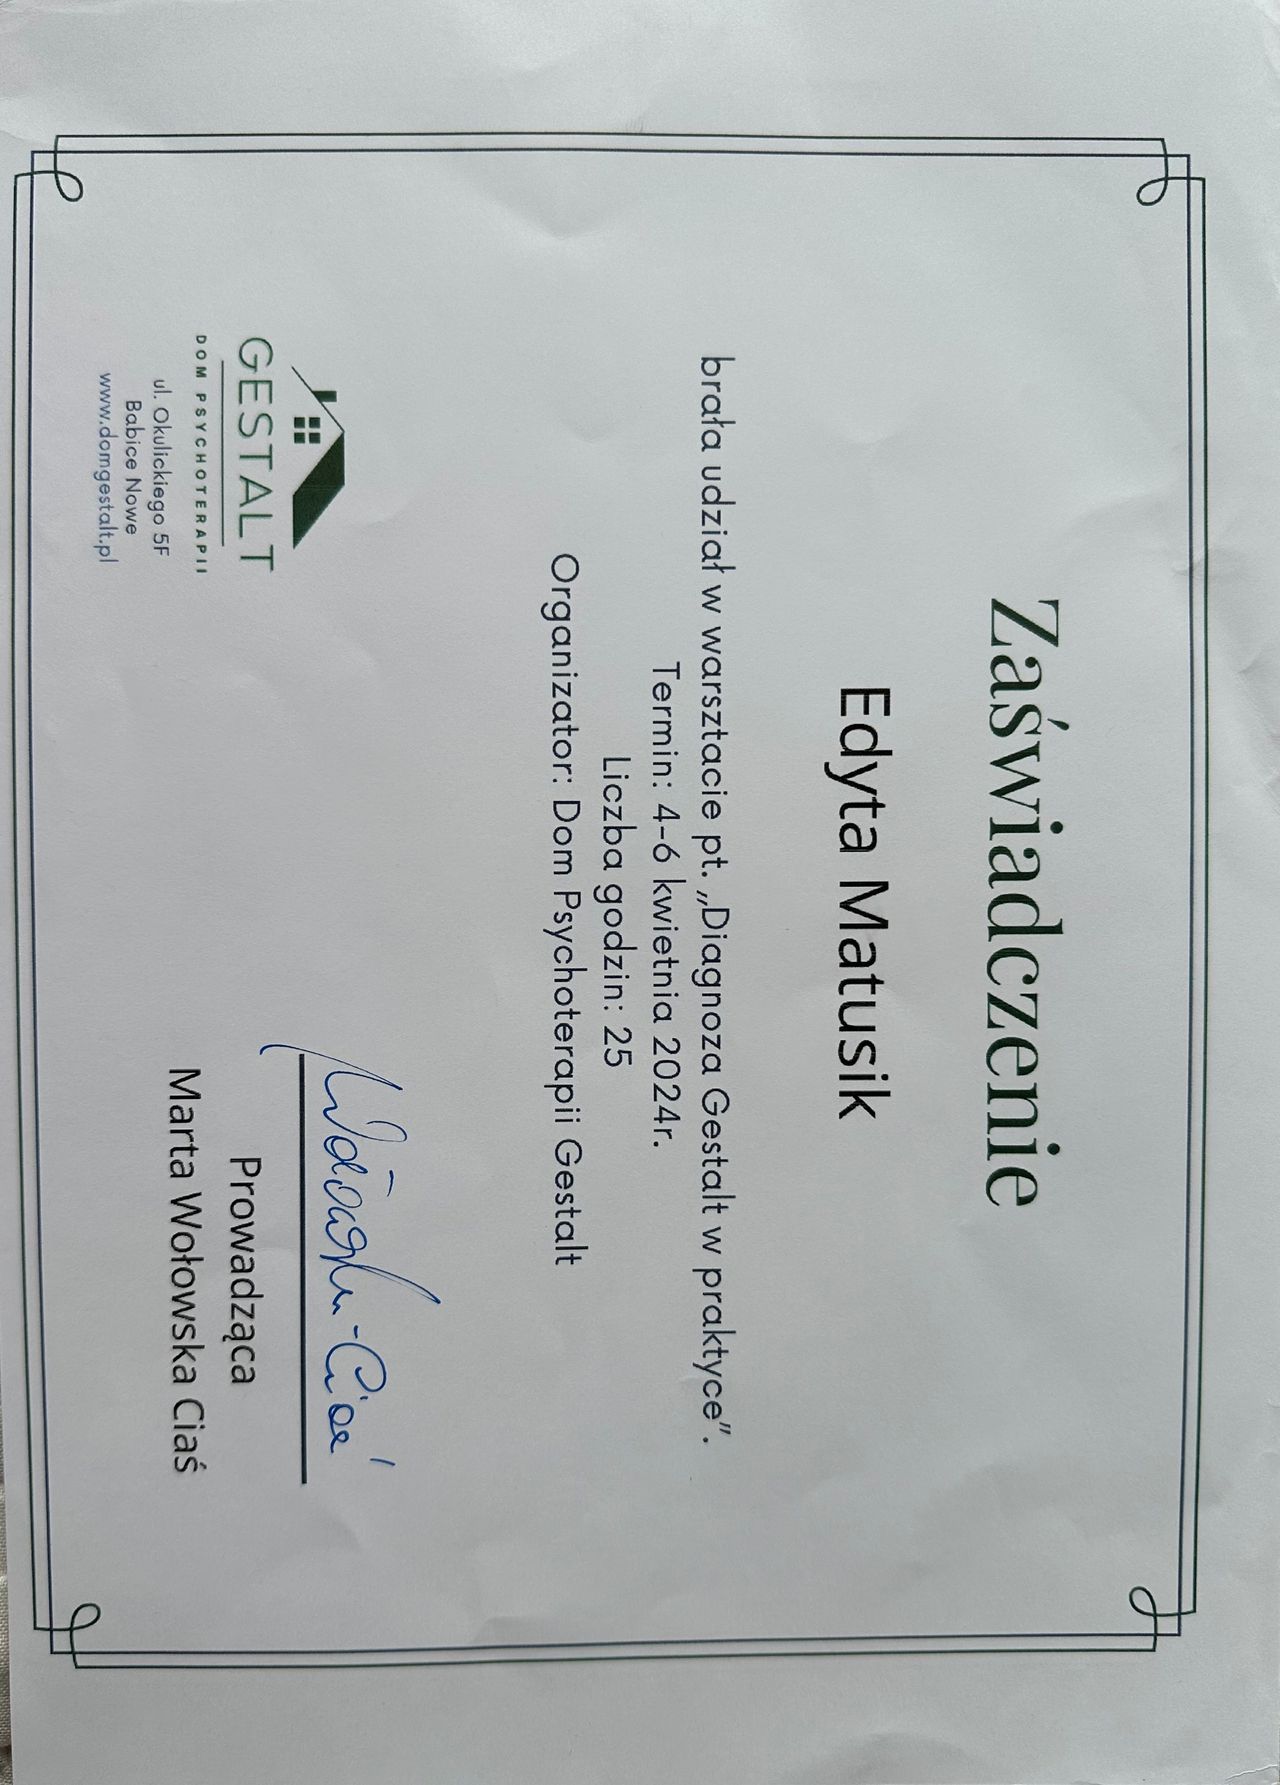 Zaświadczenie
Edyta Matusik
brała udział w warsztacie pt. „Diagnoza Gestalt w praktyce”.
Termin: 4-6 kwietnia 2024r.
Liczba godzin: 25
Organizator: Dom Psychoterapii Gestalt
GESTALT
DOM PSYCHOTERAPII
ul. Okulickiego 5F
Babice Nowe
www.domgestalt.pl
Prowadząca
Marta Wołowska Ciaś